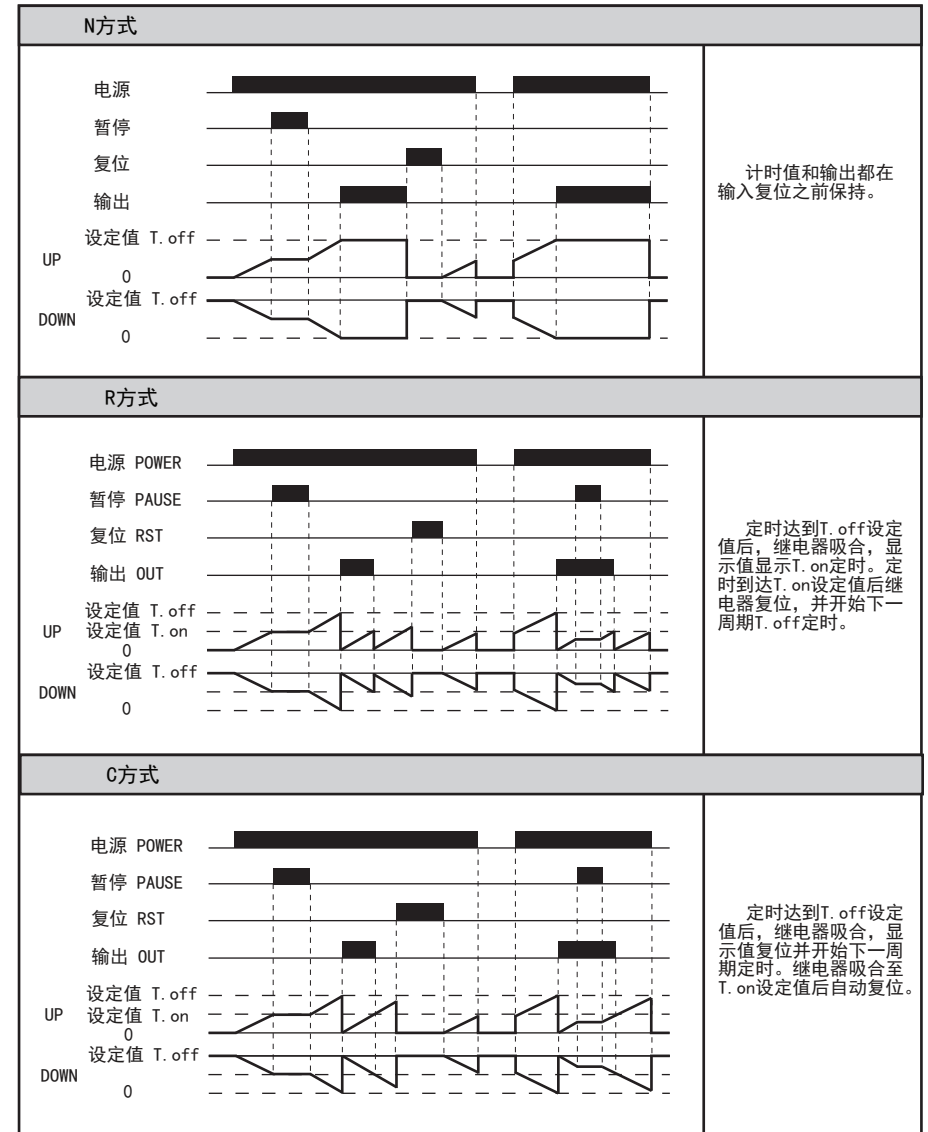 N方式
电源
暂停
复位
输出
设定值 T.off
UP
0
设定值 T.off
DOWN
0
计时值和输出都在
输入复位之前保持。
R方式
电源 POWER
暂停 PAUSE
复位 RST
输出 OUT
设定值 T.off
UP
设定值 T.on
0
设定值 T.off
DOWN
0
定时达到T.off设定
值后，继电器吸合，显
示值显示T.on定时。定
时到达T.on设定值后继
电器复位，并开始下一
周期T.off定时。
C方式
电源 POWER
暂停 PAUSE
复位 RST
输出 OUT
设定值 T.off
UP
设定值 T.on
0
设定值 T.off
DOWN
0
定时达到T.off设定
值后，继电器吸合，显
示值复位并开始下一周
期定时。继电器吸合至
T.on设定值后自动复位。